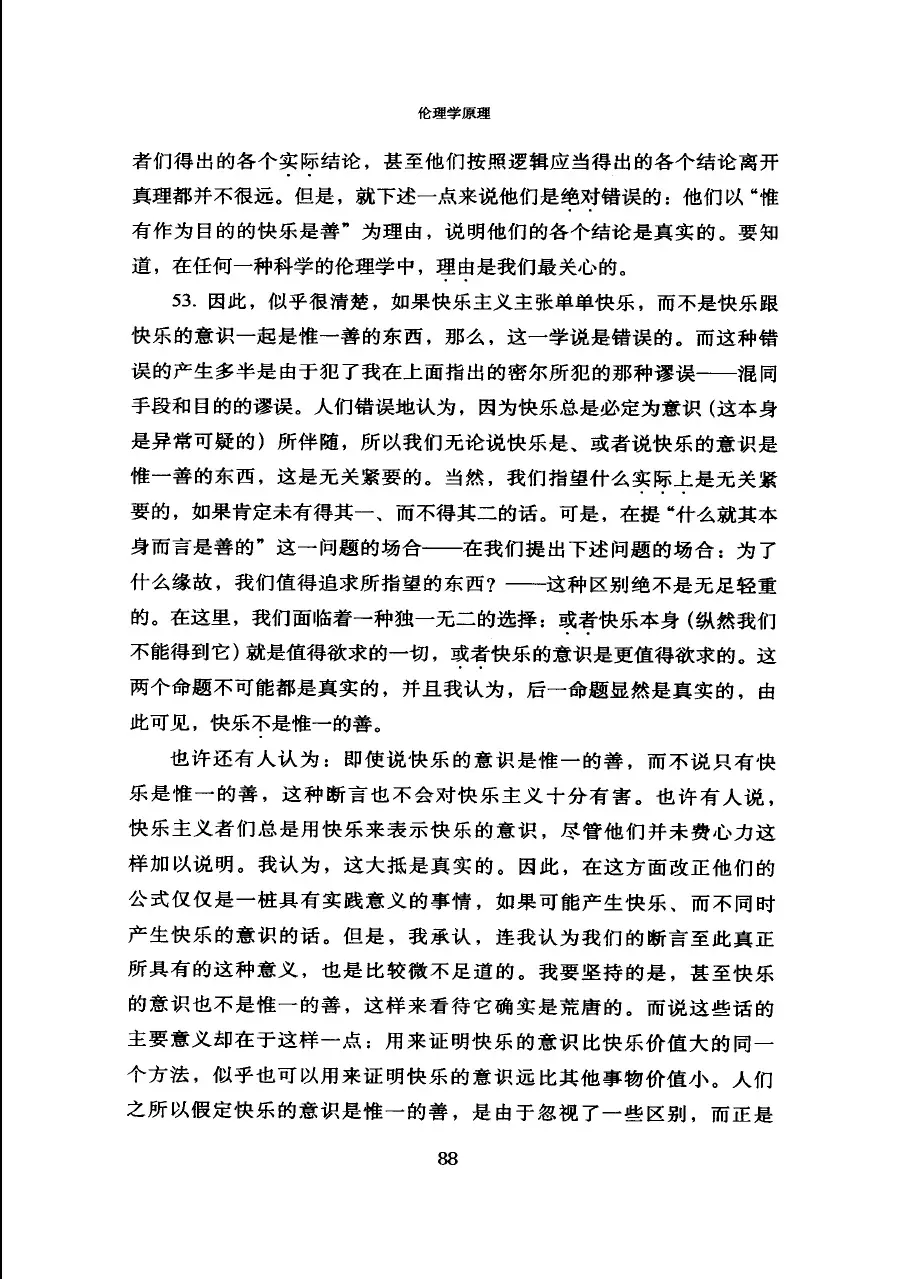 伦理学原理
者们得出的各个实际结论，甚至他们按照逻辑应当得出的各个结论离开
真理都并不很远。但是，就下述一点来说他们是绝对错误的：他们以“惟
有作为目的的快乐是善”为理由，说明他们的各个结论是真实的。要知
道，在任何一种科学的伦理学中，理由是我们最关心的。
53. 因此，似乎很清楚，如果快乐主义主张单单快乐，而不是快乐跟
快乐的意识一起是惟一善的东西，那么，这一学说是错误的。而这种错
误的产生多半是由于犯了我在上面指出的密尔所犯的那种谬误——混同
手段和目的的谬误。人们错误地认为，因为快乐总是必定为意识（这本身
是异常可疑的）所伴随，所以我们无论说快乐是、或者说快乐的意识是
惟一善的东西，这是无关紧要的。当然，我们指望什么实际上是无关紧
要的，如果肯定未有得其一、而不得其二的话。可是，在提“什么就其本
身而言是善的”这一问题的场合——在我们提出下述问题的场合：为了
什么缘故，我们值得追求所指望的东西？——这种区别绝不是无足轻重
的。在这里，我们面临着一种独一无二的选择：或者快乐本身（纵然我们
不能得到它）就是值得欲求的一切，或者快乐的意识是更值得欲求的。这
两个命题不可能都是真实的，并且我认为，后一命题显然是真实的，由
此可见，快乐不是惟一的善。
也许还有人认为：即使说快乐的意识是惟一的善，而不说只有快
乐是惟一的善，这种断言也不会对快乐主义十分有害。也许有人说，
快乐主义者们总是用快乐来表示快乐的意识，尽管他们并未费心力这
样加以说明。我认为，这大抵是真实的。因此，在这方面改正他们的
公式仅仅是一桩具有实践意义的事情，如果可能产生快乐、而不同时
产生快乐的意识的话。但是，我承认，连我认为我们的断言至此真正
所具有的这种意义，也是比较微不足道的。我要坚持的是，甚至快乐
的意识也不是惟一的善，这样来看待它确实是荒唐的。而说这些话的
主要意义却在于这样一点：用来证明快乐的意识比快乐价值大的同一
个方法，似乎也可以用来证明快乐的意识远比其他事物价值小。人们
之所以假定快乐的意识是惟一的善，是由于忽视了一些区别，而正是
88